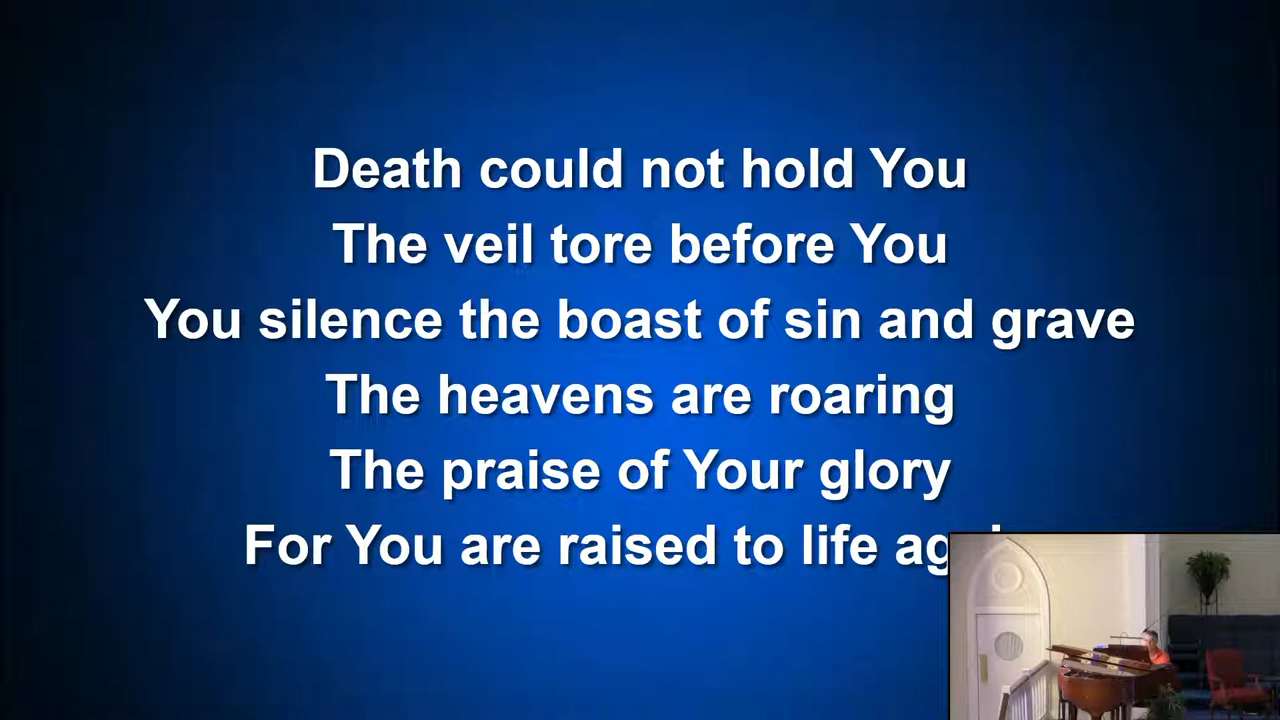 Death could not hold You
The veil tore before You
You silence the boast of sin and grave
The heavens are roaring
The praise of Your glory
For You are raised to life